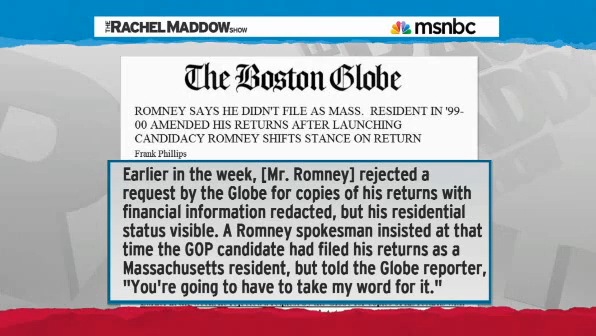 THE RACHEL MADDOW SHOW
msnbc
The Boston Globe
ROMNEY SAYS HE DIDN'T FILE AS MASS. RESIDENT IN '99-
00 AMENDED HIS RETURNS AFTER LAUNCHING
CANDIDACY ROMNEY SHIFTS STANCE ON RETURN
Frank Phillips
Earlier in the week, [Mr. Romney] rejected a
request by the Globe for copies of his returns with
financial information redacted, but his residential
status visible. A Romney spokesman insisted at that
time the GOP candidate had filed his returns as a
Massachusetts resident, but told the Globe reporter,
"You're going to have to take my word for it."